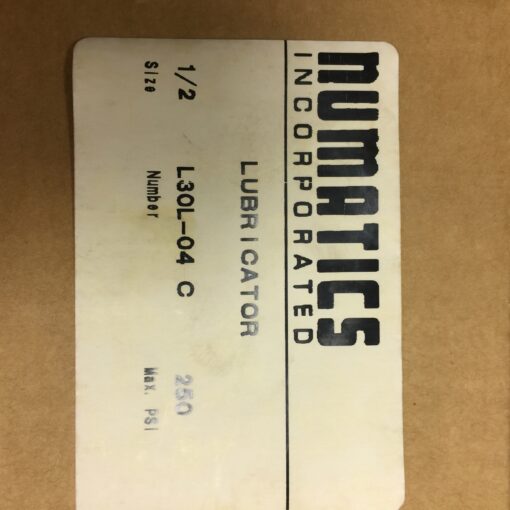 NUMATICS
INCORPORATED
LUBRICATOR
1/2 L30L-04 C 250
Size Number Max. PSI